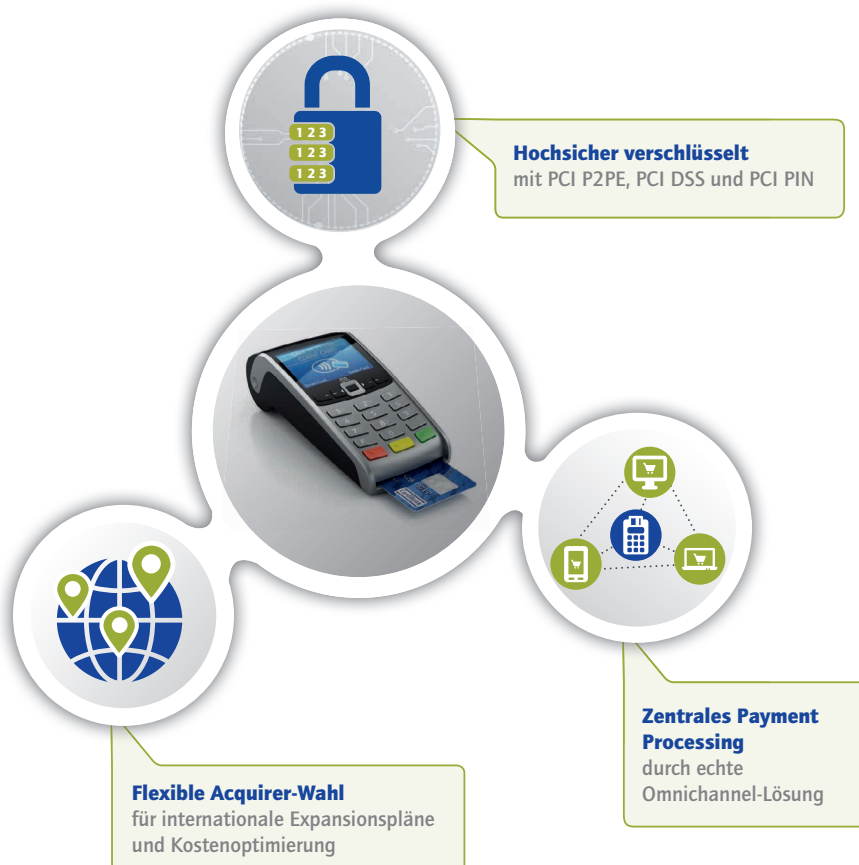 1 2 3
1 2 3
1 2 3
Hochsicher verschlüsselt
mit PCI P2PE, PCI DSS und PCI PIN
Zentrales Payment
Processing
durch echte
Omnichannel-Lösung
Flexible Acquirer-Wahl
für internationale Expansionspläne
und Kostenoptimierung